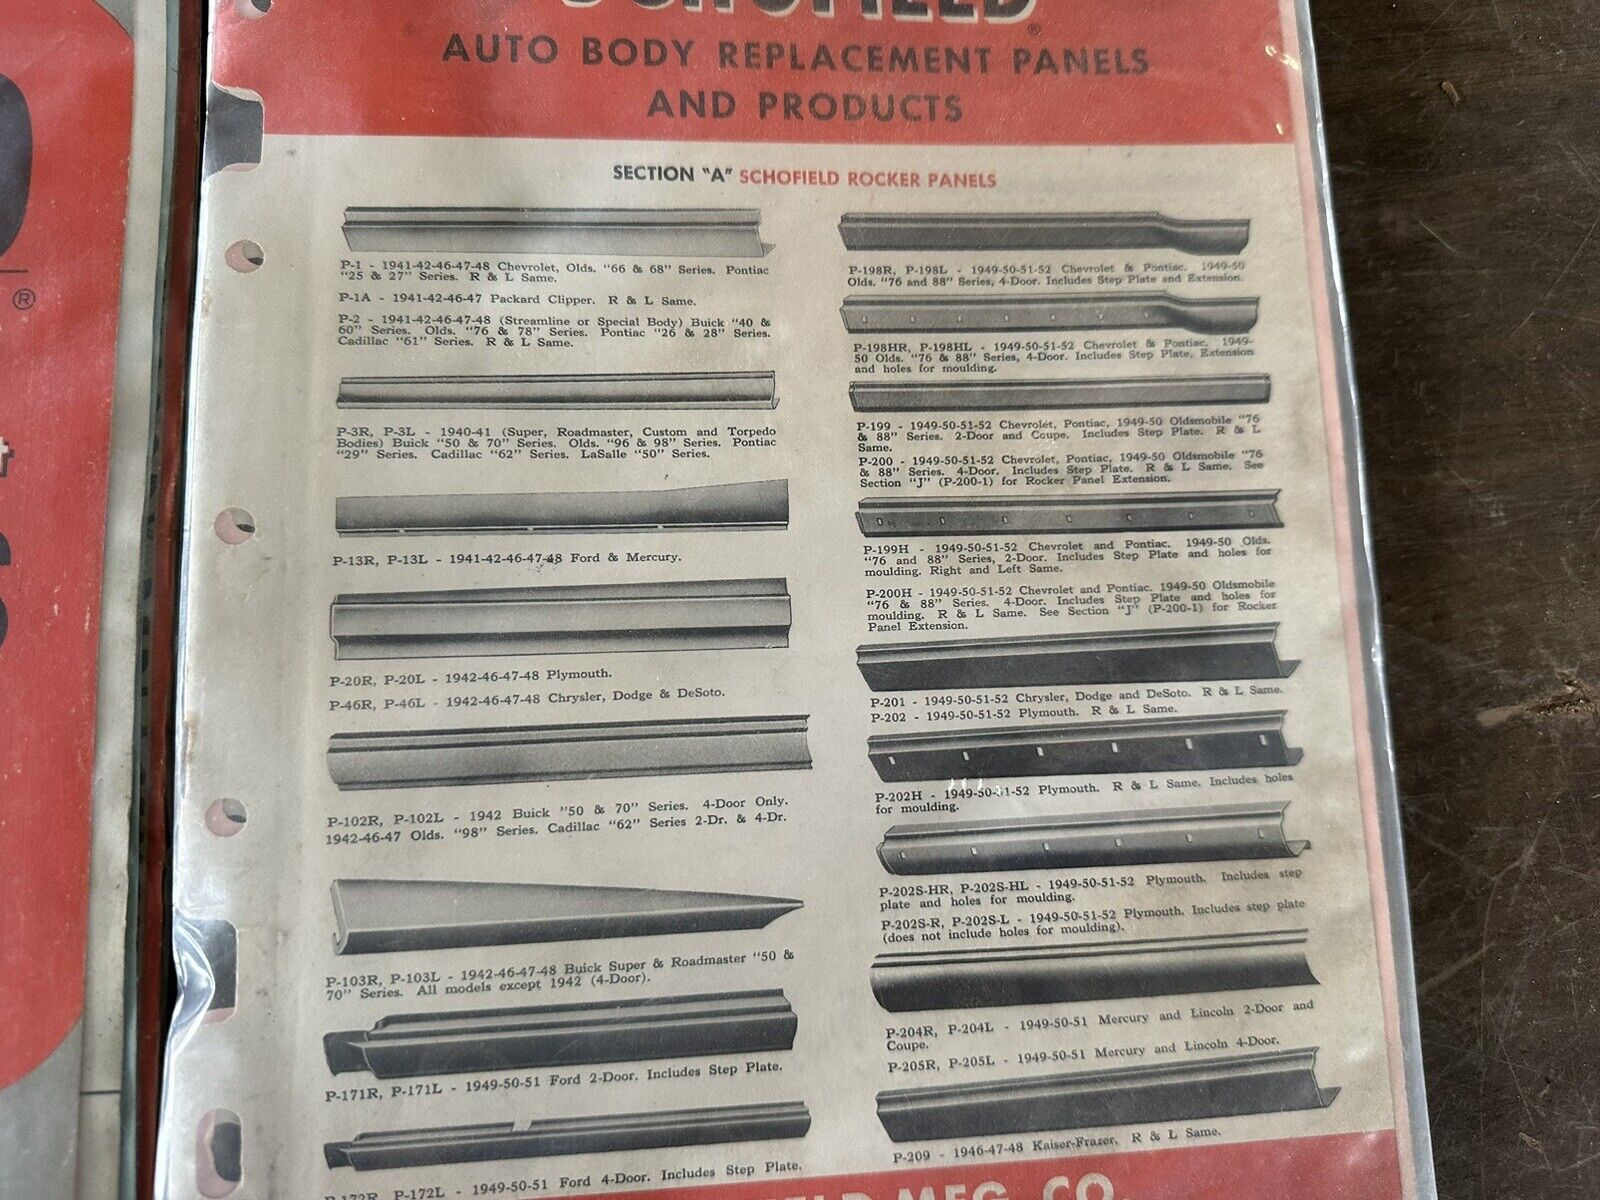 SCHOFIELD®
AUTO BODY REPLACEMENT PANELS
AND PRODUCTS
SECTION "A" SCHOFIELD ROCKER PANELS
P-1 - 1941-42-46-47-48 Chevrolet, Olds. "66 & 68" Series. Pontiac
"25 & 27" Series. R & L Same.
P-1A - 1941-42-46-47 Packard Clipper. R & L Same.
P-2 - 1941-42-46-47-48 (Streamline or Special Body) Buick "40 &
60" Series. Olds. "76 & 78" Series. Pontiac "26 & 28" Series.
Cadillac "61" Series. R & L Same.
P-3R, P-3L - 1940-41 (Super, Roadmaster, Custom and Torpedo
Bodies) Buick "50 & 70" Series. Olds. "96 & 98" Series. Pontiac
"29" Series. Cadillac "62" Series. LaSalle "50" Series.
P-13R, P-13L - 1941-42-46-47-48 Ford & Mercury.
P-20R, P-20L - 1942-46-47-48 Plymouth.
P-46R, P-46L - 1942-46-47-48 Chrysler, Dodge & DeSoto.
P-102R, P-102L - 1942 Buick "50 & 70" Series. 4-Door Only.
1942-46-47 Olds. "98" Series. Cadillac "62" Series 2-Dr. & 4-Dr.
P-103R, P-103L - 1942-46-47-48 Buick Super & Roadmaster "50 &
70" Series. All models except 1942 (4-Door).
P-171R, P-171L - 1949-50-51 Ford 2-Door. Includes Step Plate.
P-172R, P-172L - 1949-50-51 Ford 4-Door. Includes Step Plate.
P-198R, P-198L - 1949-50-51-52 Chevrolet & Pontiac. 1949-50
Olds. "76 and 88" Series, 4-Door. Includes Step Plate and Extension.
P-198HR, P-198HL - 1949-50-51-52 Chevrolet & Pontiac. 1949-
50 Olds. "76 & 88" Series, 4-Door. Includes Step Plate, Extension
and holes for moulding.
P-199 - 1949-50-51-52 Chevrolet, Pontiac, 1949-50 Oldsmobile "76
& 88" Series. 2-Door and Coupe. Includes Step Plate. R & L
Same.
P-200 - 1949-50-51-52 Chevrolet, Pontiac, 1949-50 Oldsmobile "76
& 88" Series. 4-Door. Includes Step Plate. R & L Same. See
Section "J" (P-200-1) for Rocker Panel Extension.
P-199H - 1949-50-51-52 Chevrolet and Pontiac. 1949-50 Olds.
"76 and 88" Series, 2-Door. Includes Step Plate and holes for
moulding. Right and Left Same.
P-200H - 1949-50-51-52 Chevrolet and Pontiac. 1949-50 Oldsmobile
"76 & 88" Series. 4-Door. Includes Step Plate and holes for
moulding. R & L Same. See Section "J" (P-200-1) for Rocker
Panel Extension.
P-201 - 1949-50-51-52 Chrysler, Dodge and DeSoto. R & L Same.
P-202 - 1949-50-51-52 Plymouth. R & L Same.
P-202H - 1949-50-51-52 Plymouth. R & L Same. Includes holes
for moulding.
P-202S-HR, P-202S-HL - 1949-50-51-52 Plymouth. Includes step
plate and holes for moulding.
P-202S-R, P-202S-L - 1949-50-51-52 Plymouth. Includes step plate
(does not include holes for moulding).
P-204R, P-204L - 1949-50-51 Mercury and Lincoln 2-Door and
Coupe.
P-205R, P-205L - 1949-50-51 Mercury and Lincoln 4-Door.
P-209 - 1946-47-48 Kaiser-Frazer. R & L Same.
MFG. CO.
®